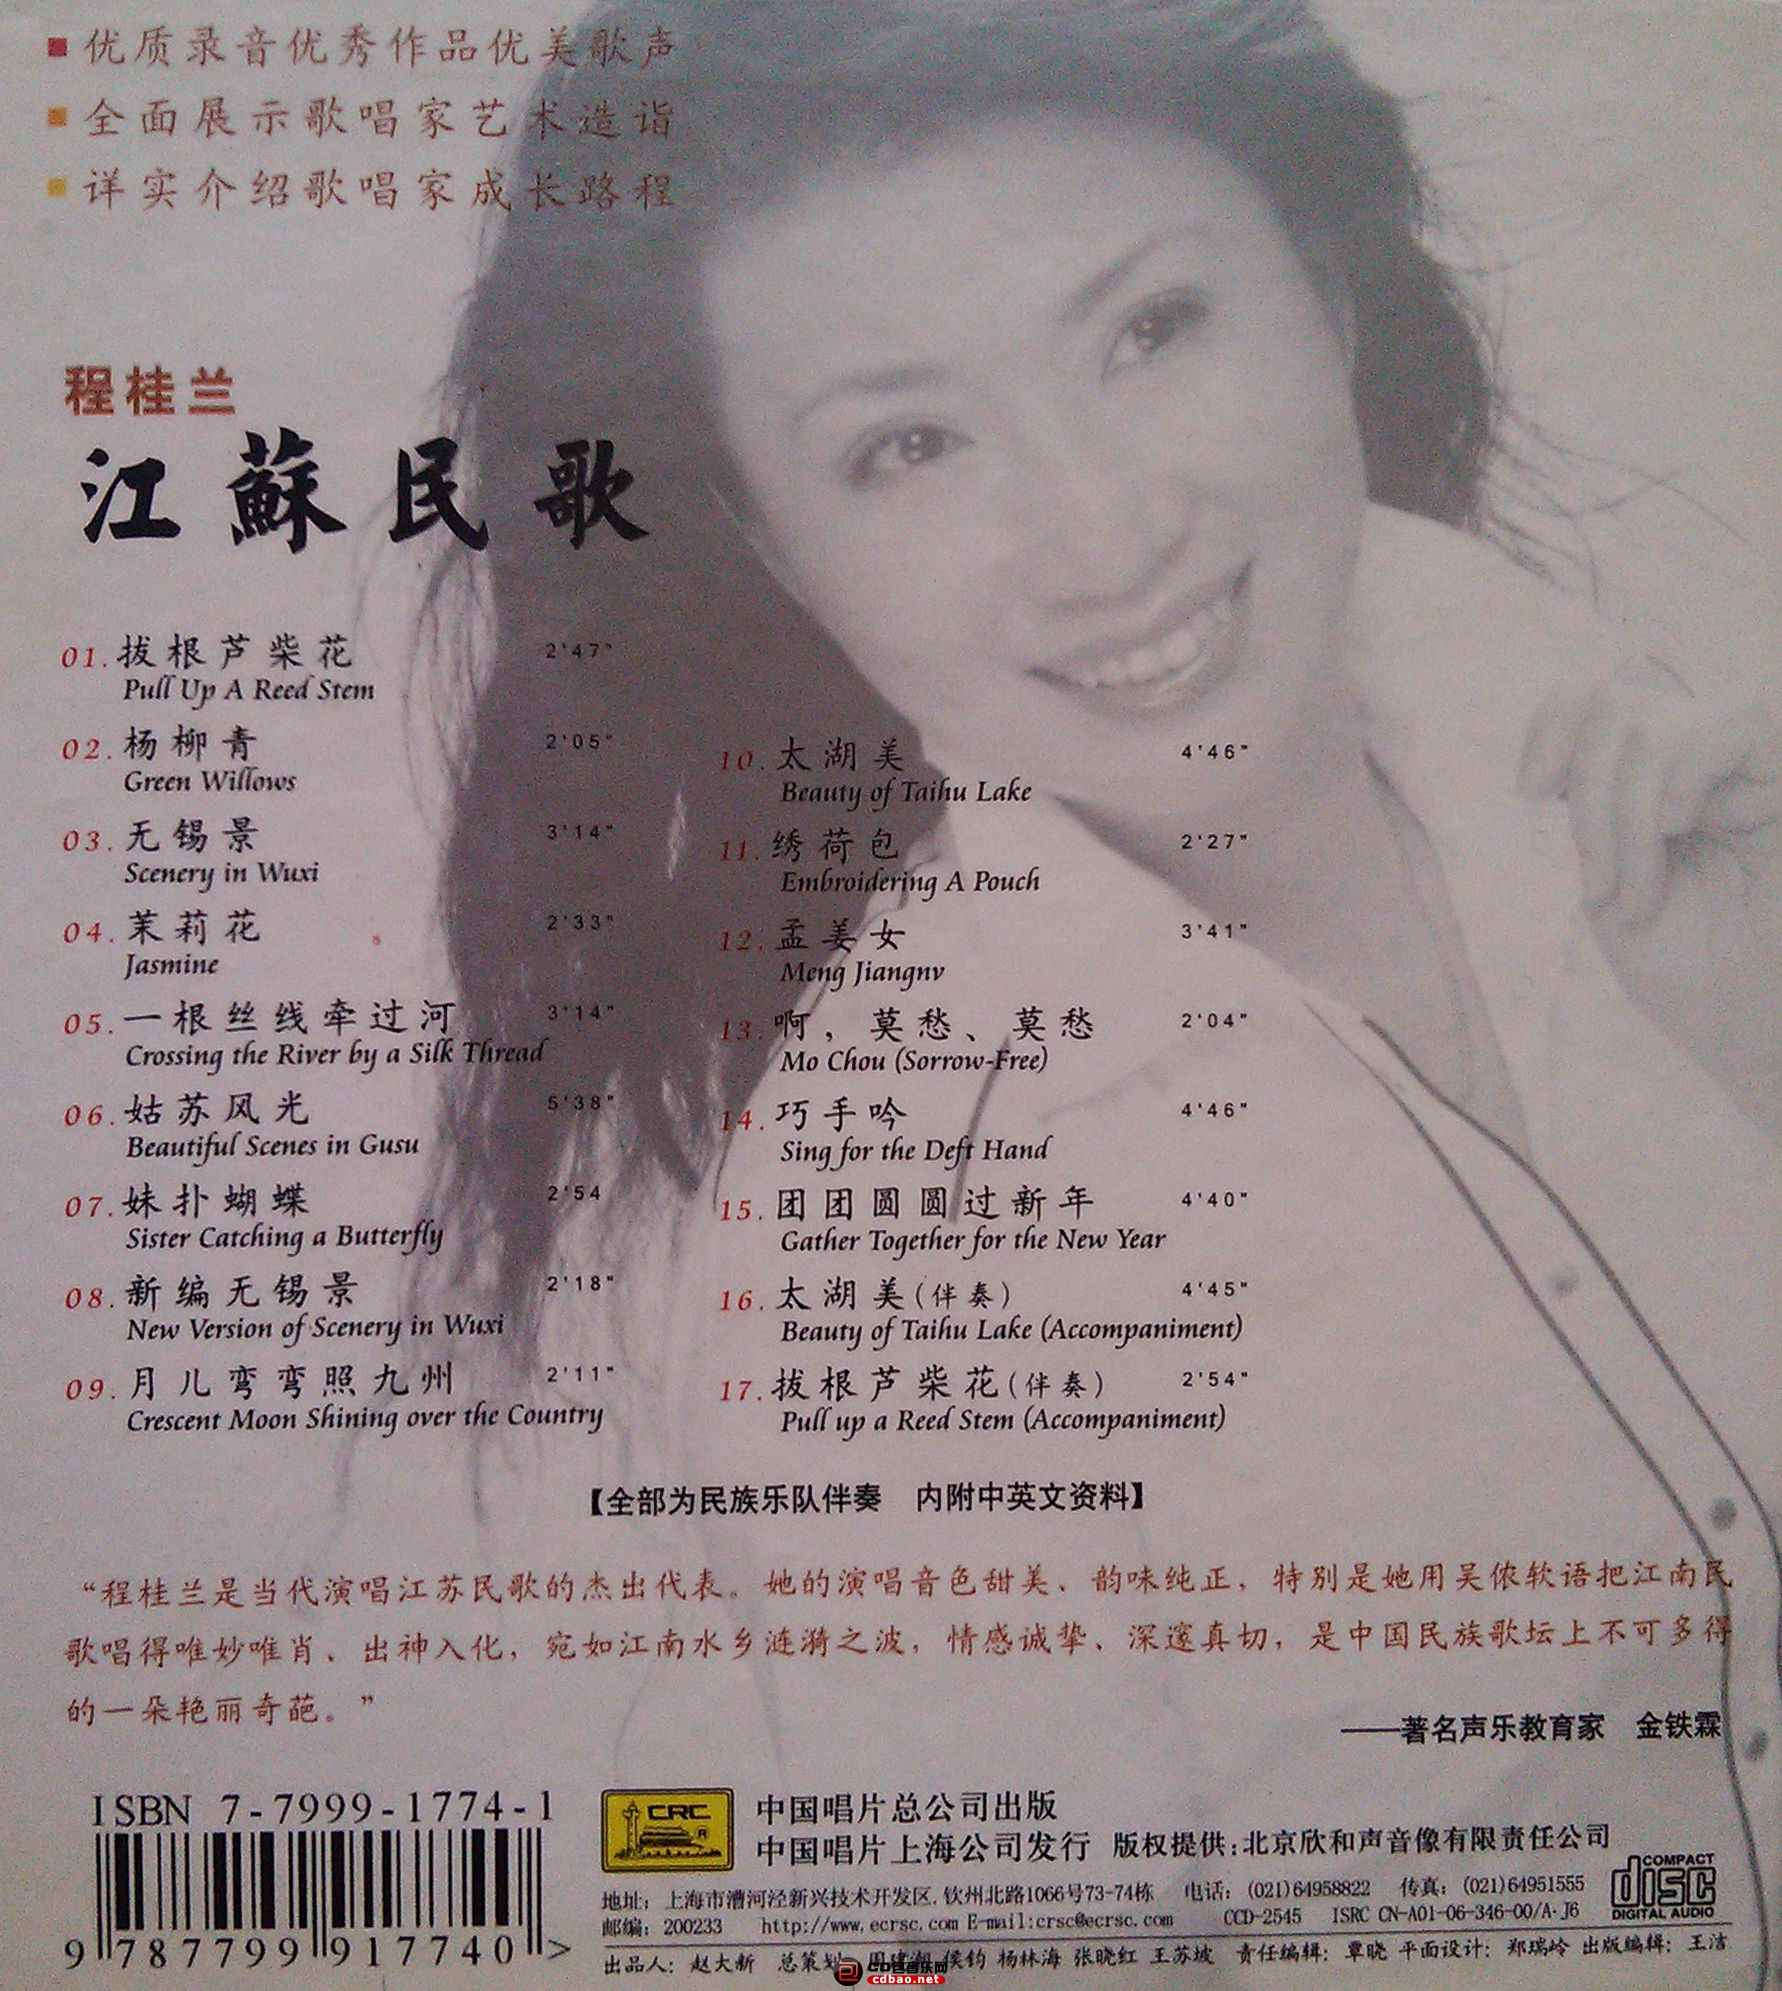 优质录音优秀作品优美歌声
全面展示歌唱家艺术造诣
详实介绍歌唱家成长路程
程桂兰
江蘇民歌
01.拔根芦柴花 2'47"
Pull Up A Reed Stem
02.杨柳青 2'05"
Green Willows
03.无锡景 3'14"
Scenery in Wuxi
04.茉莉花 2'33"
Jasmine
05.一根丝线牵过河 3'14"
Crossing the River by a Silk Thread
06.姑苏风光 5'38"
Beautiful Scenes in Gusu
07.妹扑蝴蝶 2'54
Sister Catching a Butterfly
08.新编无锡景 2'18"
New Version of Scenery in Wuxi
09.月儿弯弯照九州 2'11"
Crescent Moon Shining over the Country
10.太湖美 4'46"
Beauty of Taihu Lake
11.绣荷包 2'27"
Embroidering A Pouch
12.孟姜女 3'41"
Meng Jiangnv
13.啊，莫愁、莫愁 2'04"
Mo Chou (Sorrow-Free)
14.巧手吟 4'46"
Sing for the Deft Hand
15.团团圆圆过新年 4'40"
Gather Together for the New Year
16.太湖美(伴奏) 4'45"
Beauty of Taihu Lake (Accompaniment)
17.拔根芦柴花(伴奏) 2'54"
Pull up a Reed Stem (Accompaniment)
【全部为民族乐队伴奏 内附中英文资料】
“程桂兰是当代演唱江苏民歌的杰出代表。她的演唱音色甜美、韵味纯正，特别是她用吴侬软语把江南民
歌唱得唯妙唯肖、出神入化，宛如江南水乡涟漪之波，情感诚挚、深邃真切，是中国民族歌坛上不可多得
的一朵艳丽奇葩。”
——著名声乐教育家 金铁霖
ISBN 7-7999-1774-1
9 787799 917740 >
CRC
R
中国唱片总公司出版
中国唱片上海公司发行 版权提供:北京欣和声音像有限责任公司
地址：上海市漕河泾新兴技术开发区.钦州北路1066号73-74栋 电话：(021)64958822 传真：(021)64951555
邮编：200233 http://www.ecrsc.com E-mail:crsc@ecrsc.com CCD-2545 ISRC CN-A01-06-346-00/A·J6
COMPACT
disc
DIGITAL AUDIO
出品人：赵大新 总策划 周建潮 侯钧 杨林海 张晓红 王苏坡 责任编辑：覃晓 平面设计：郑瑞岭 出版编辑：王洁
CD包音乐网
cdbao.net